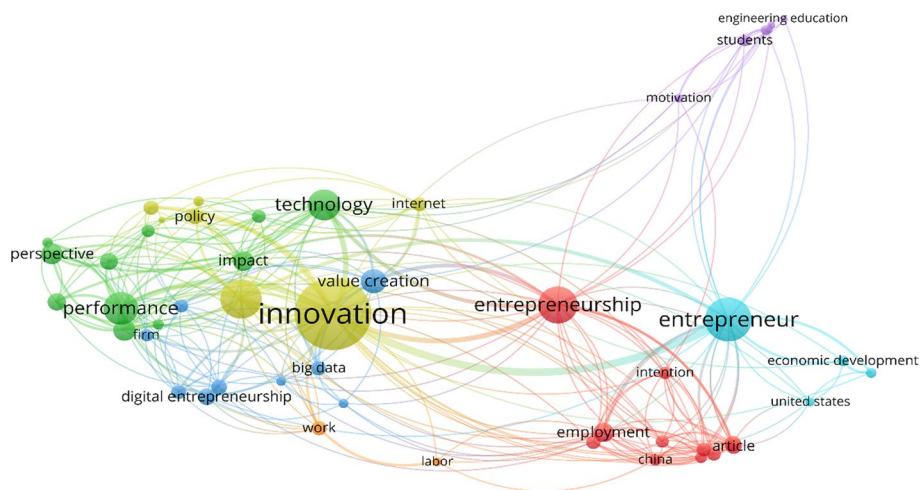 engineering education
students
motivation
technology
internet
policy
perspective
impact
value creation
performance
innovation
entrepreneurship
entrepreneur
firm
economic development
big data
intention
digital entrepreneurship
united states
work
employment
article
labor
china